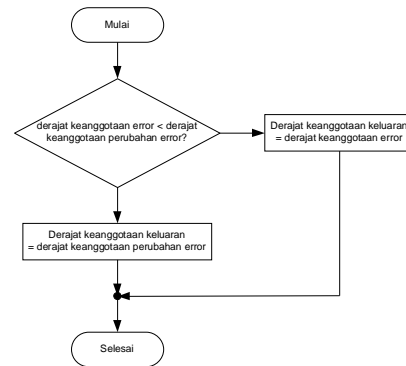 Mulai
derajat keanggotaan error < derajat
keanggotaan perubahan error?
Derajat keanggotaan keluaran
= derajat keanggotaan error
Derajat keanggotaan keluaran
= derajat keanggotaan perubahan error
Selesai